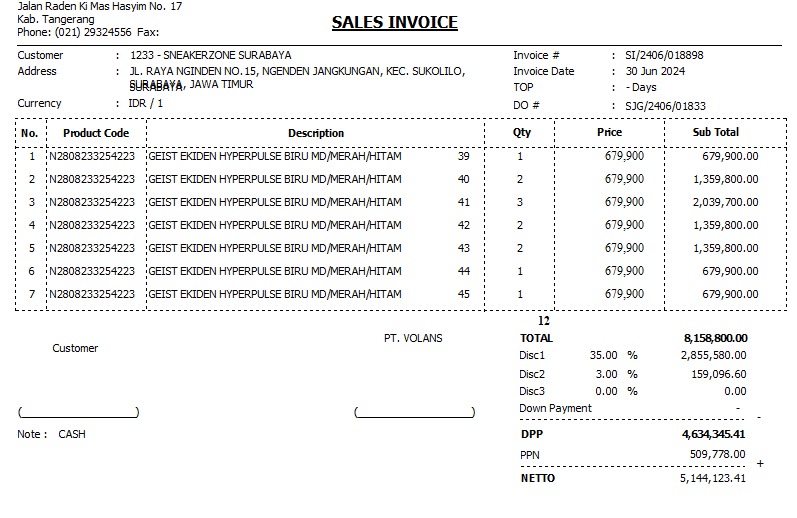 Jalan Raden Ki Mas Hasyim No. 17
Kab. Tangerang
Phone: (021) 29324556 Fax:
SALES INVOICE
Customer : 1233 - SNEAKERZONE SURABAYA Invoice # : SI/2406/018898
Address : JL. RAYA NGINDEN NO.15, NGENDEN JANGKUNGAN, KEC. SUKOLILO, Invoice Date : 30 Jun 2024
SURABAYA, JAWA TIMUR
SURABAYA TOP : - Days
Currency : IDR / 1 DO # : SJG/2406/01833
No. Product Code Description Qty Price Sub Total
1 N2808233254223 GEIST EKIDEN HYPERPULSE BIRU MD/MERAH/HITAM 39 1 679,900 679,900.00
2 N2808233254223 GEIST EKIDEN HYPERPULSE BIRU MD/MERAH/HITAM 40 2 679,900 1,359,800.00
3 N2808233254223 GEIST EKIDEN HYPERPULSE BIRU MD/MERAH/HITAM 41 3 679,900 2,039,700.00
4 N2808233254223 GEIST EKIDEN HYPERPULSE BIRU MD/MERAH/HITAM 42 2 679,900 1,359,800.00
5 N2808233254223 GEIST EKIDEN HYPERPULSE BIRU MD/MERAH/HITAM 43 2 679,900 1,359,800.00
6 N2808233254223 GEIST EKIDEN HYPERPULSE BIRU MD/MERAH/HITAM 44 1 679,900 679,900.00
7 N2808233254223 GEIST EKIDEN HYPERPULSE BIRU MD/MERAH/HITAM 45 1 679,900 679,900.00
12
Customer PT. VOLANS TOTAL 8,158,800.00
Disc1 35.00 % 2,855,580.00
Disc2 3.00 % 159,096.60
Disc3 0.00 % 0.00
(____________________) (____________________) Down Payment -
-
Note : CASH DPP 4,634,345.41
PPN 509,778.00
+
NETTO 5,144,123.41